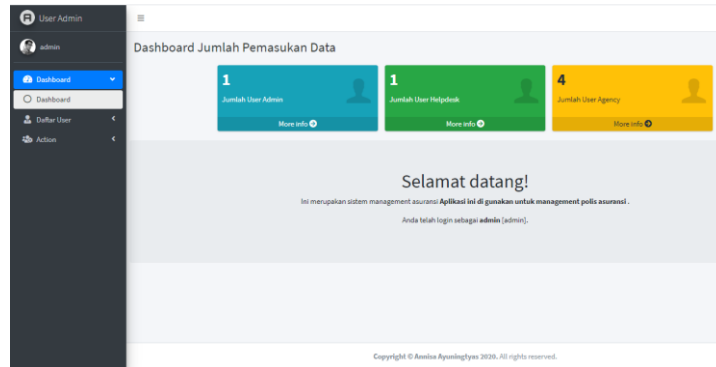 User Admin
admin
Dashboard
Dashboard
Daftar User
Action
Dashboard Jumlah Pemasukan Data
1
Jumlah User Admin
More info
1
Jumlah User Helpdesk
More info
4
Jumlah User Agency
More info
Selamat datang!
Ini merupakan sistem management asuransi Aplikasi ini di gunakan untuk management polis asuransi .
Anda telah login sebagai admin [admin].
Copyright © Annisa Ayuningtyas 2020. All rights reserved.